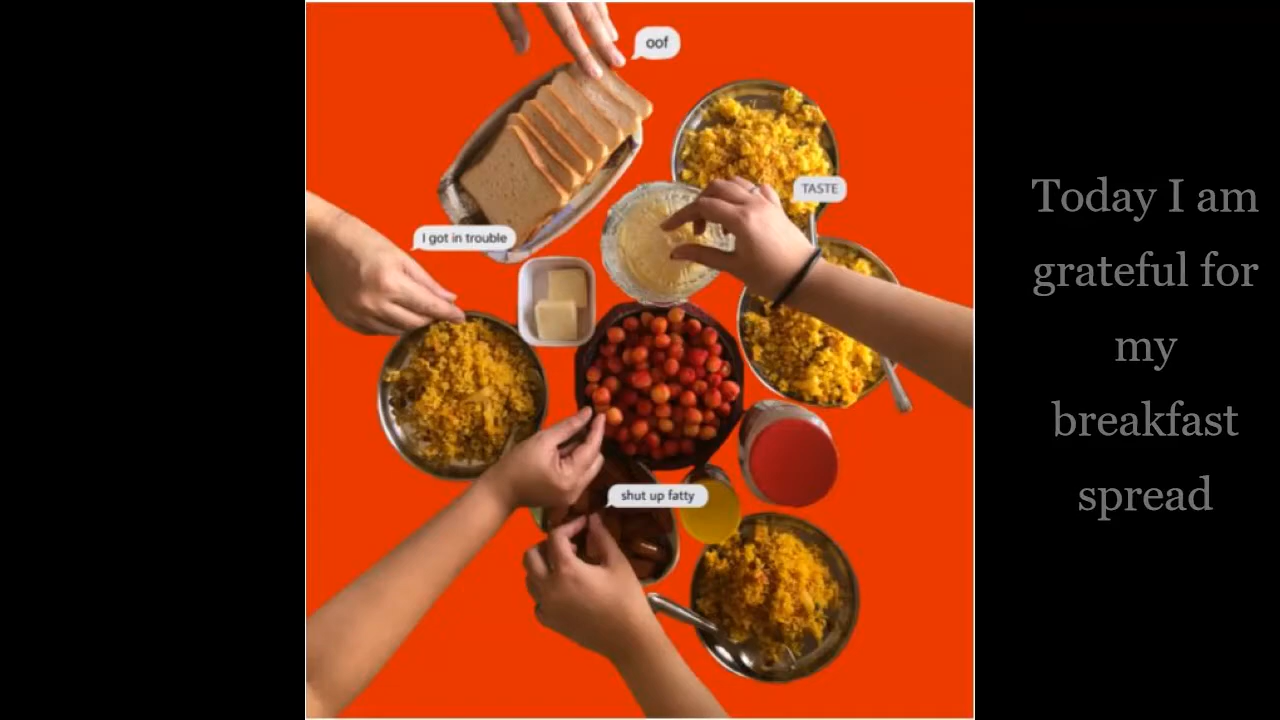 oof
TASTE
I got in trouble
shut up fatty
Today I am
grateful for
my
breakfast
spread